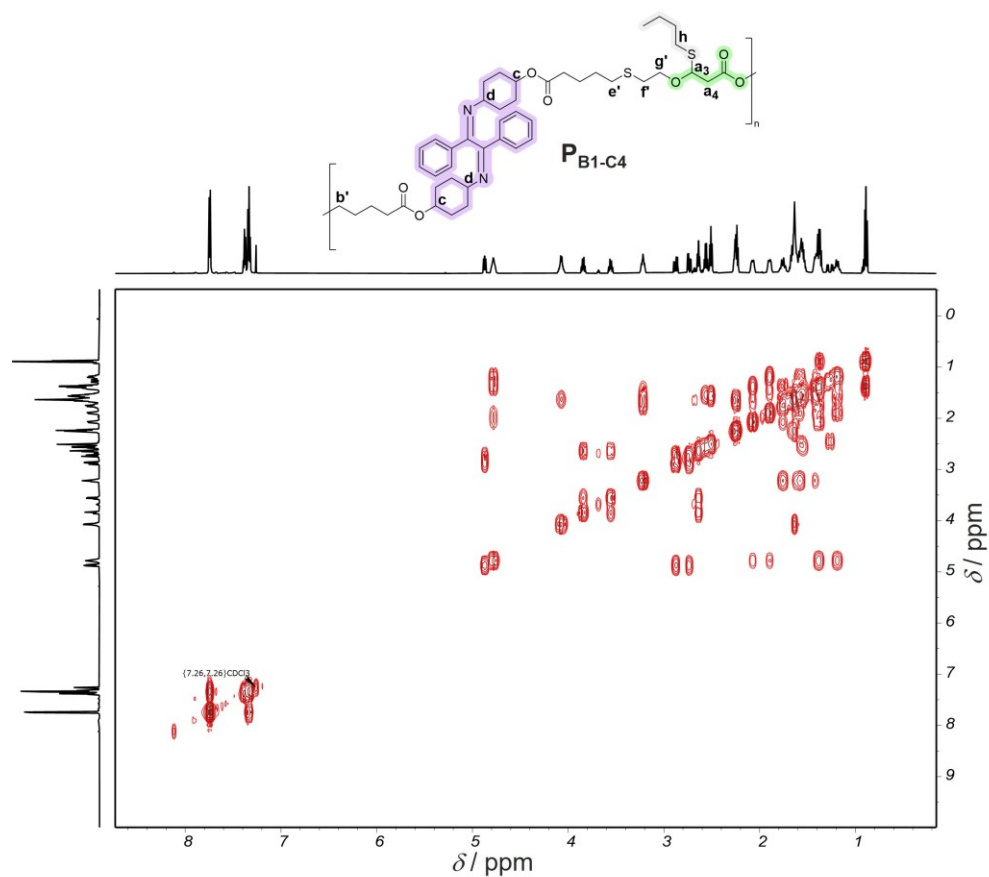 h
S
g'
a₃
O
c
O
S
O
a₄
O
O
e'
f'
n
d
N
P_B1-C4
N
d
b'
O
c
O
0
1
2
3
4
5
6
7
8
9
δ / ppm
{7.26,7.26}CDCl3
8 7 6 5 4 3 2 1
δ / ppm